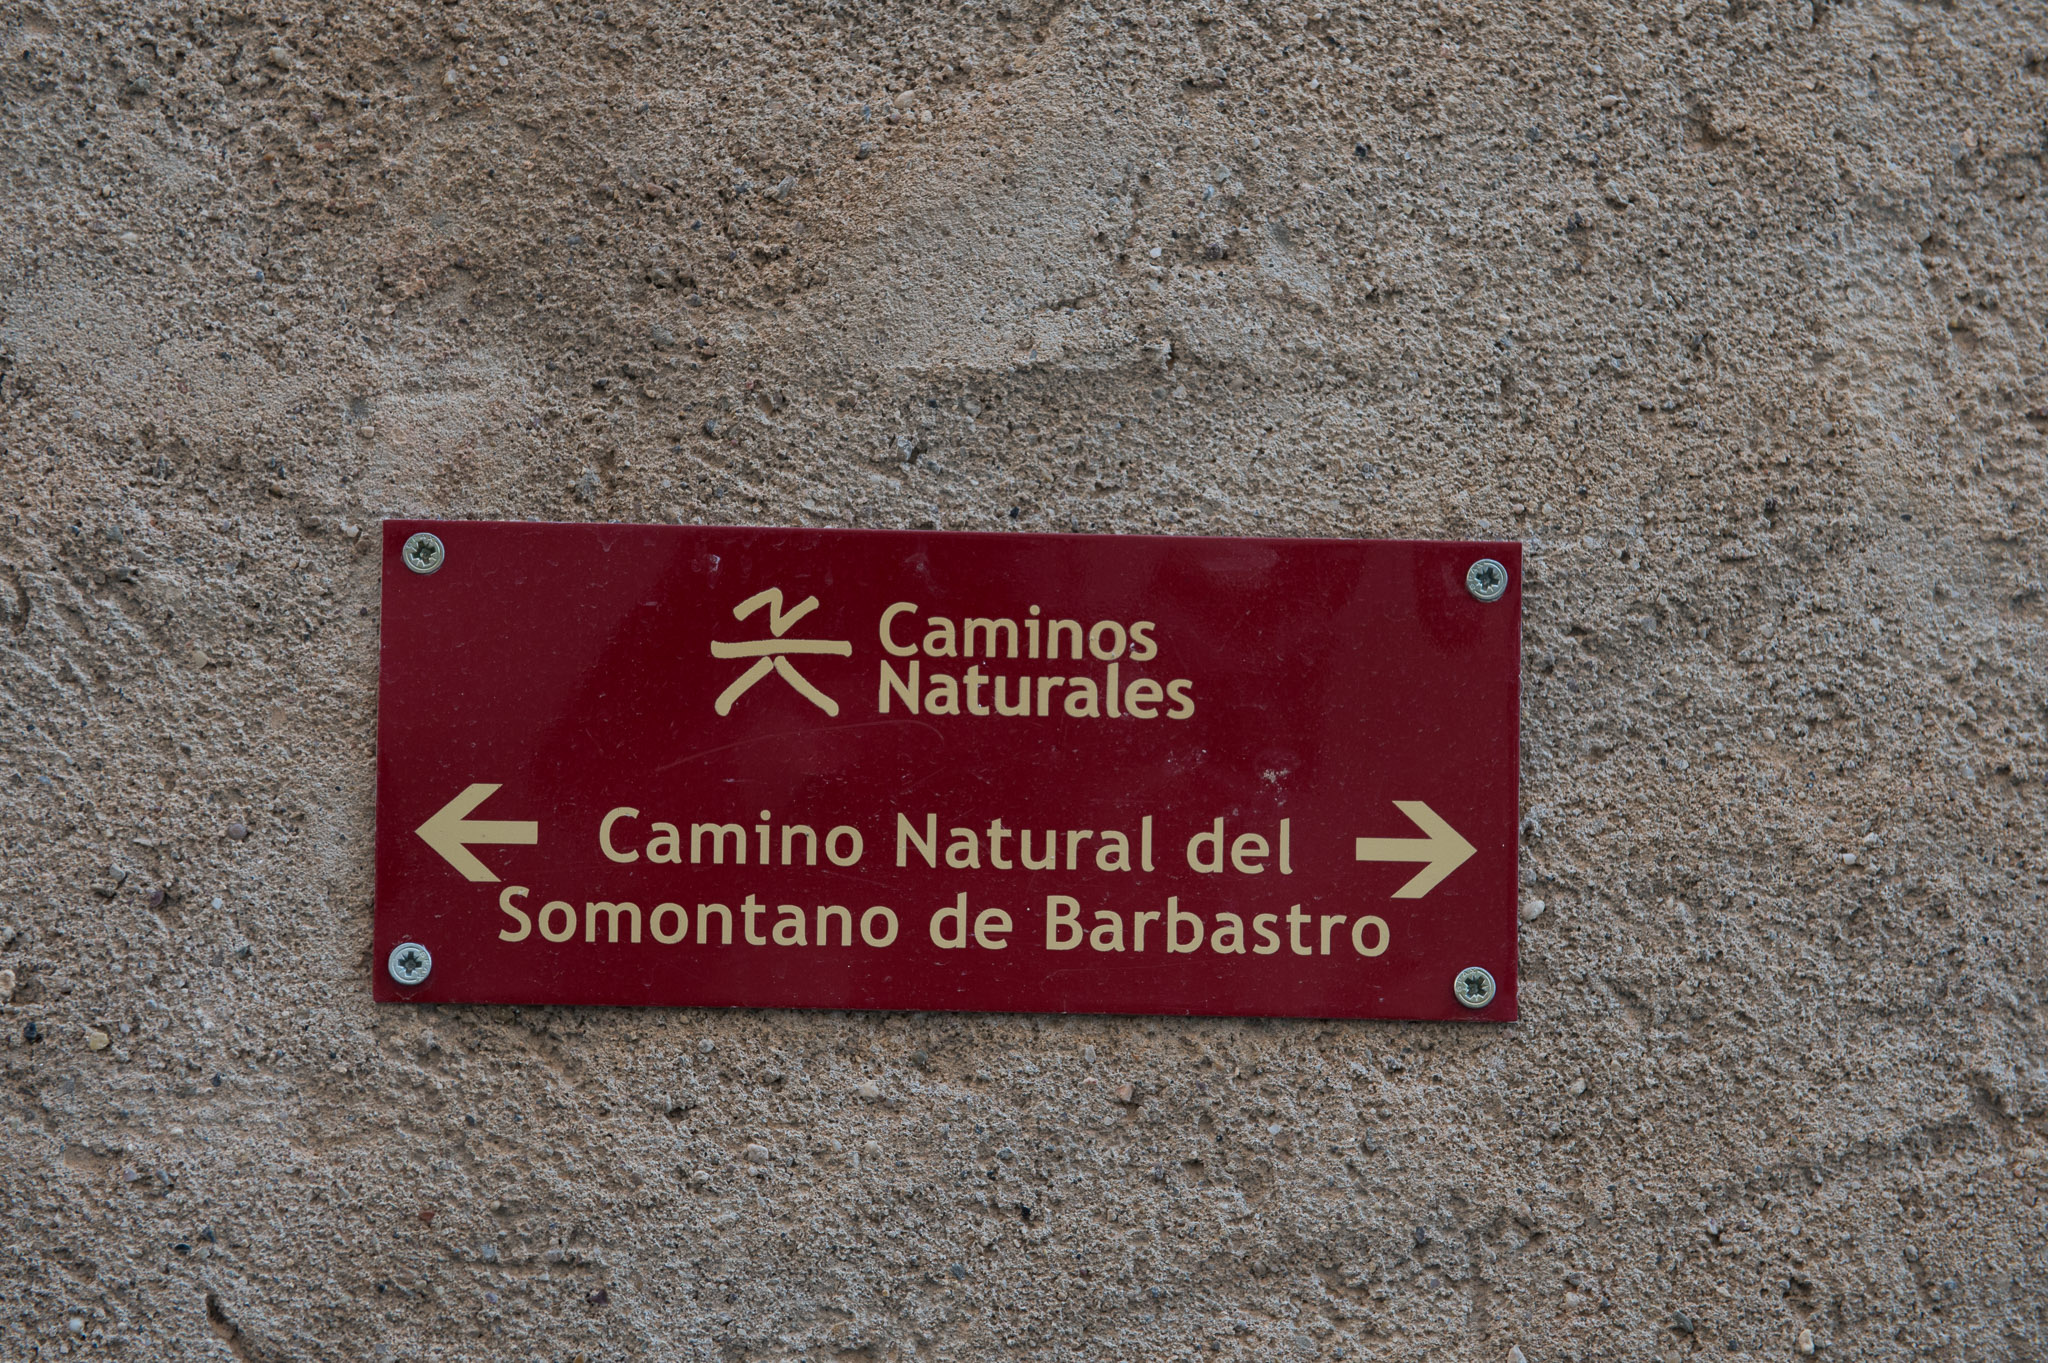 Caminos
Naturales
Camino Natural del
Somontano de Barbastro